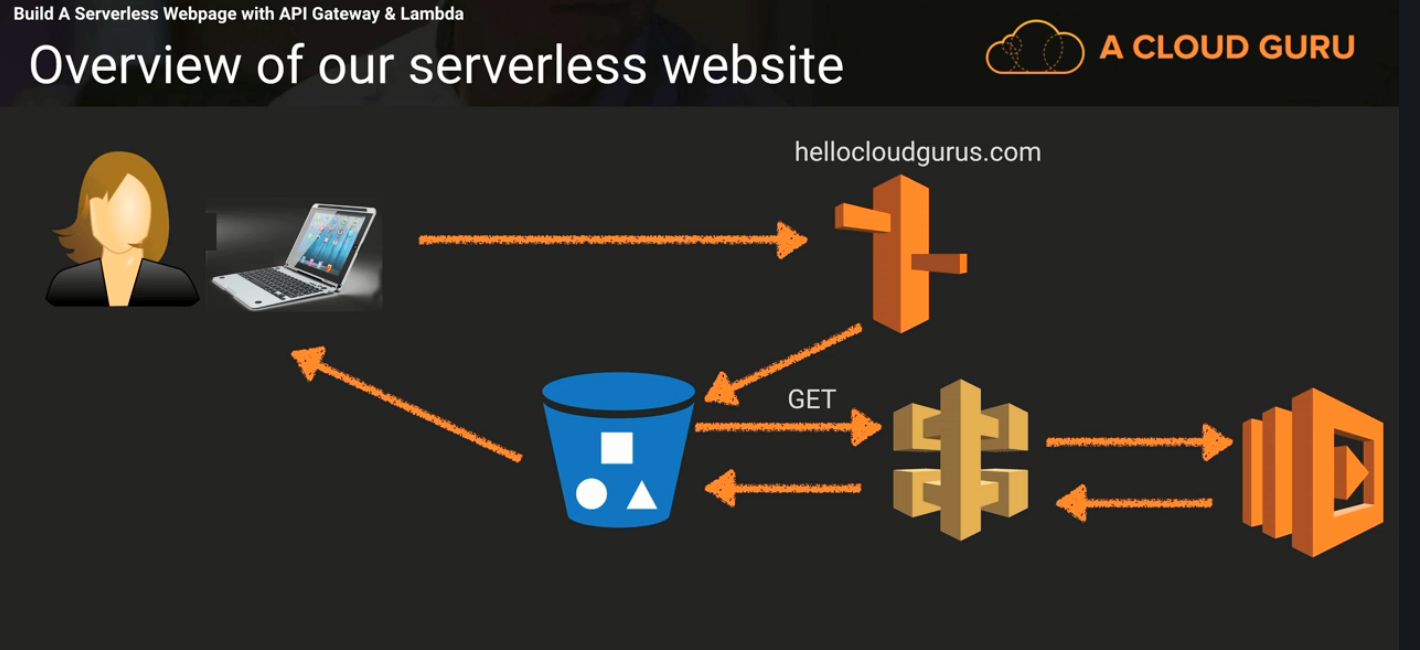 Build A Serverless Webpage with API Gateway & Lambda
Overview of our serverless website
A CLOUD GURU
hellocloudgurus.com
GET